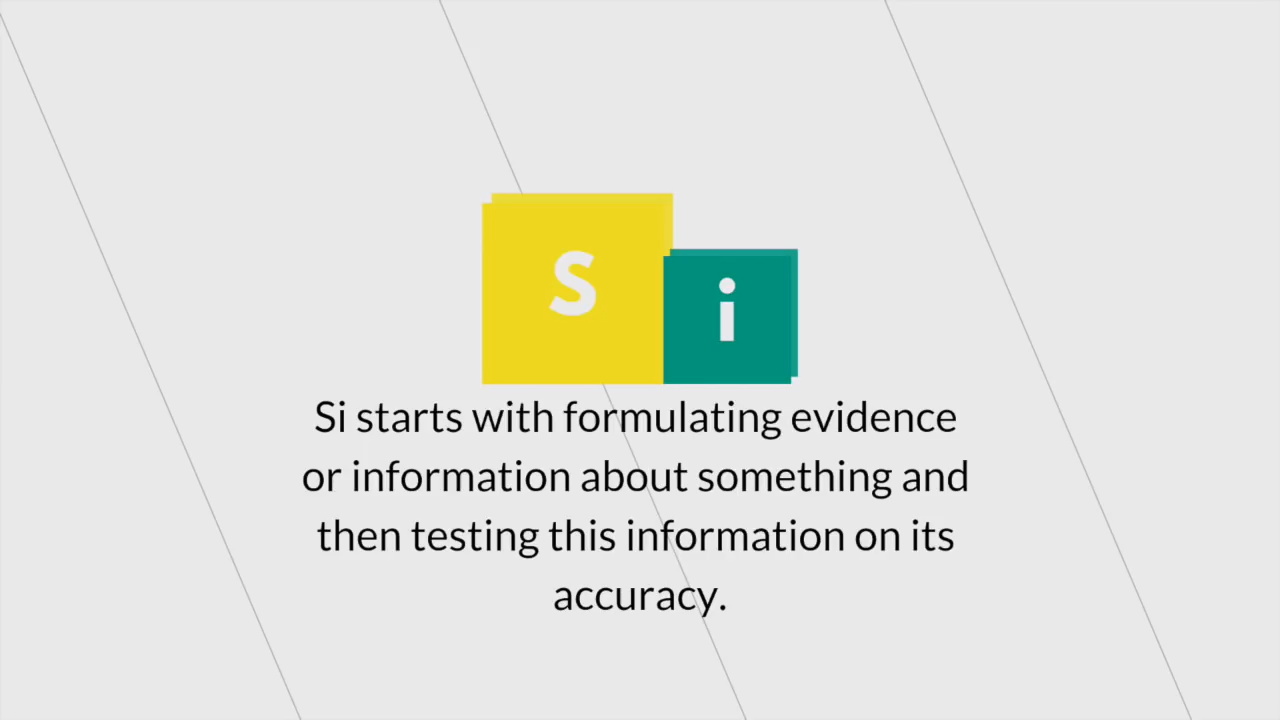 S i
Si starts with formulating evidence
or information about something and
then testing this information on its
accuracy.